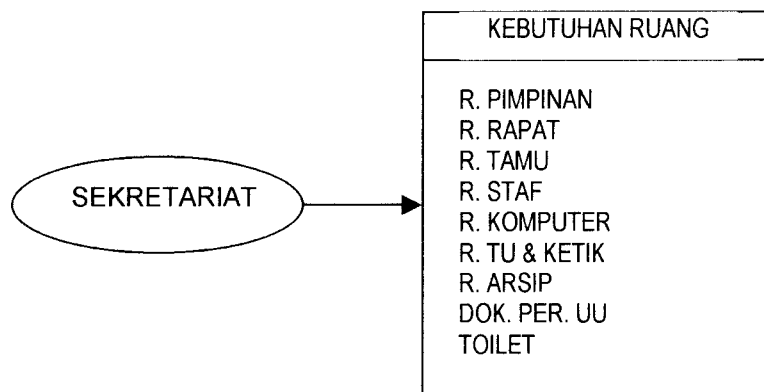 KEBUTUHAN RUANG
SEKRETARIAT
R. PIMPINAN
R. RAPAT
R. TAMU
R. STAF
R. KOMPUTER
R. TU & KETIK
R. ARSIP
DOK. PER. UU
TOILET